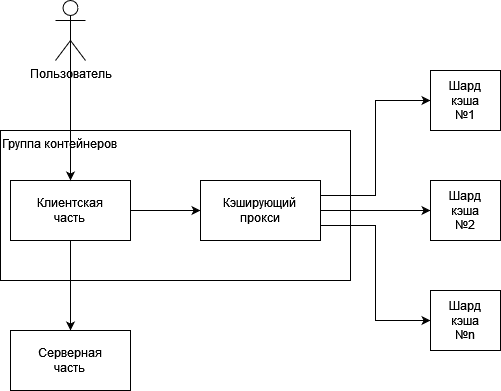 Пользователь
Шард
кэша
№1
Группа контейнеров
Клиентская
часть
Кэширующий
прокси
Шард
кэша
№2
Шард
кэша
№n
Серверная
часть